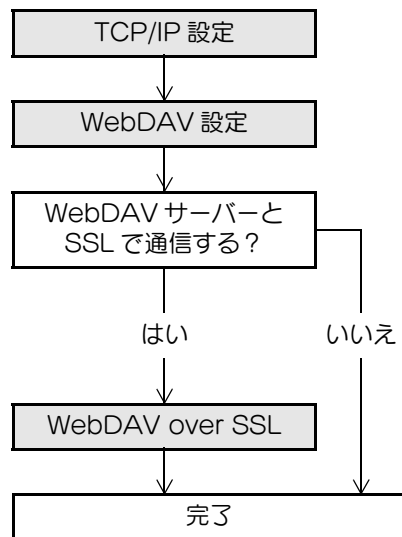 TCP/IP 設定
WebDAV 設定
WebDAV サーバーと
SSL で通信する？
はい
いいえ
WebDAV over SSL
完了